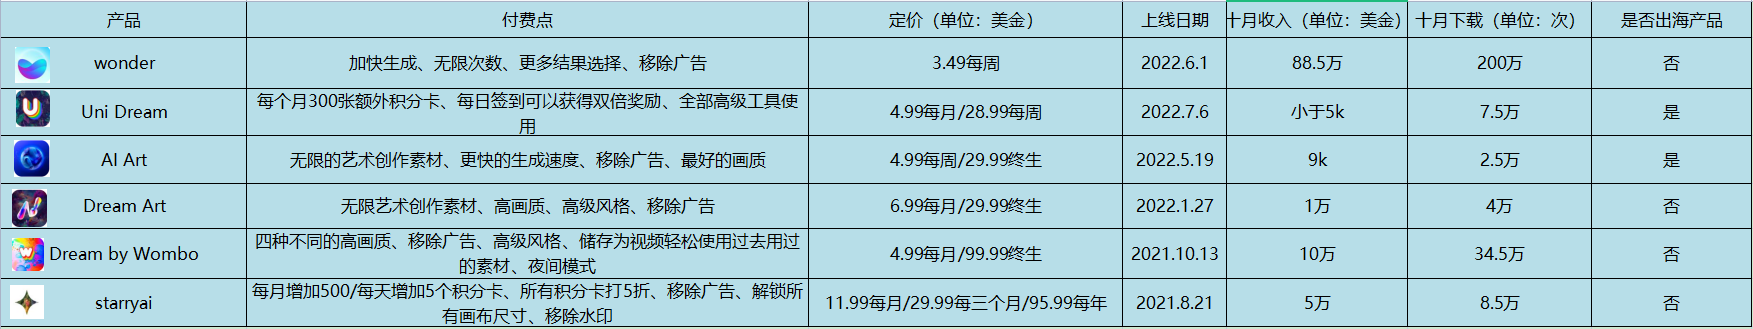 产品 付费点 定价（单位：美金） 上线日期 十月收入（单位：美金） 十月下载（单位：次） 是否出海产品
wonder 加快生成、无限次数、更多结果选择、移除广告 3.49每周 2022.6.1 88.5万 200万 否
Uni Dream 每个月300张额外积分卡、每日签到可以获得双倍奖励、全部高级工具使
用 4.99每月/28.99每周 2022.7.6 小于5k 7.5万 是
AI Art 无限的艺术创作素材、更快的生成速度、移除广告、最好的画质 4.99每周/29.99终生 2022.5.19 9k 2.5万 是
Dream Art 无限艺术创作素材、高画质、高级风格、移除广告 6.99每月/29.99终生 2022.1.27 1万 4万 否
Dream by Wombo 四种不同的高画质、移除广告、高级风格、储存为视频轻松使用过去用过
的素材、夜间模式 4.99每月/99.99终生 2021.10.13 10万 34.5万 否
starryai 每月增加500/每天增加5个积分卡、所有积分卡打5折、移除广告、解锁所
有画布尺寸、移除水印 11.99每月/29.99每三个月/95.99每年 2021.8.21 5万 8.5万 否